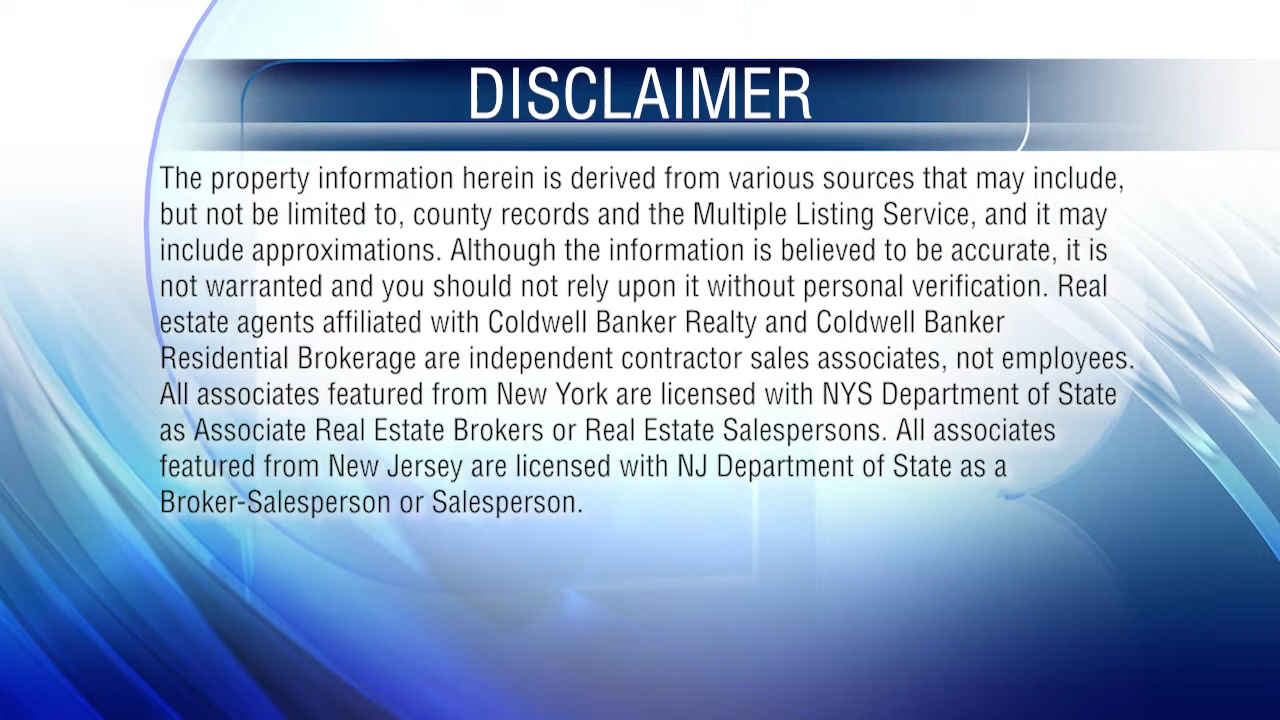 DISCLAIMER
The property information herein is derived from various sources that may include,
but not be limited to, county records and the Multiple Listing Service, and it may
include approximations. Although the information is believed to be accurate, it is
not warranted and you should not rely upon it without personal verification. Real
estate agents affiliated with Coldwell Banker Realty and Coldwell Banker
Residential Brokerage are independent contractor sales associates, not employees.
All associates featured from New York are licensed with NYS Department of State
as Associate Real Estate Brokers or Real Estate Salespersons. All associates
featured from New Jersey are licensed with NJ Department of State as a
Broker-Salesperson or Salesperson.